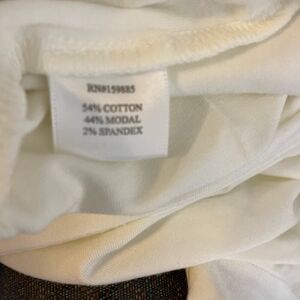 RN#159885
54% COTTON
44% MODAL
2% SPANDEX